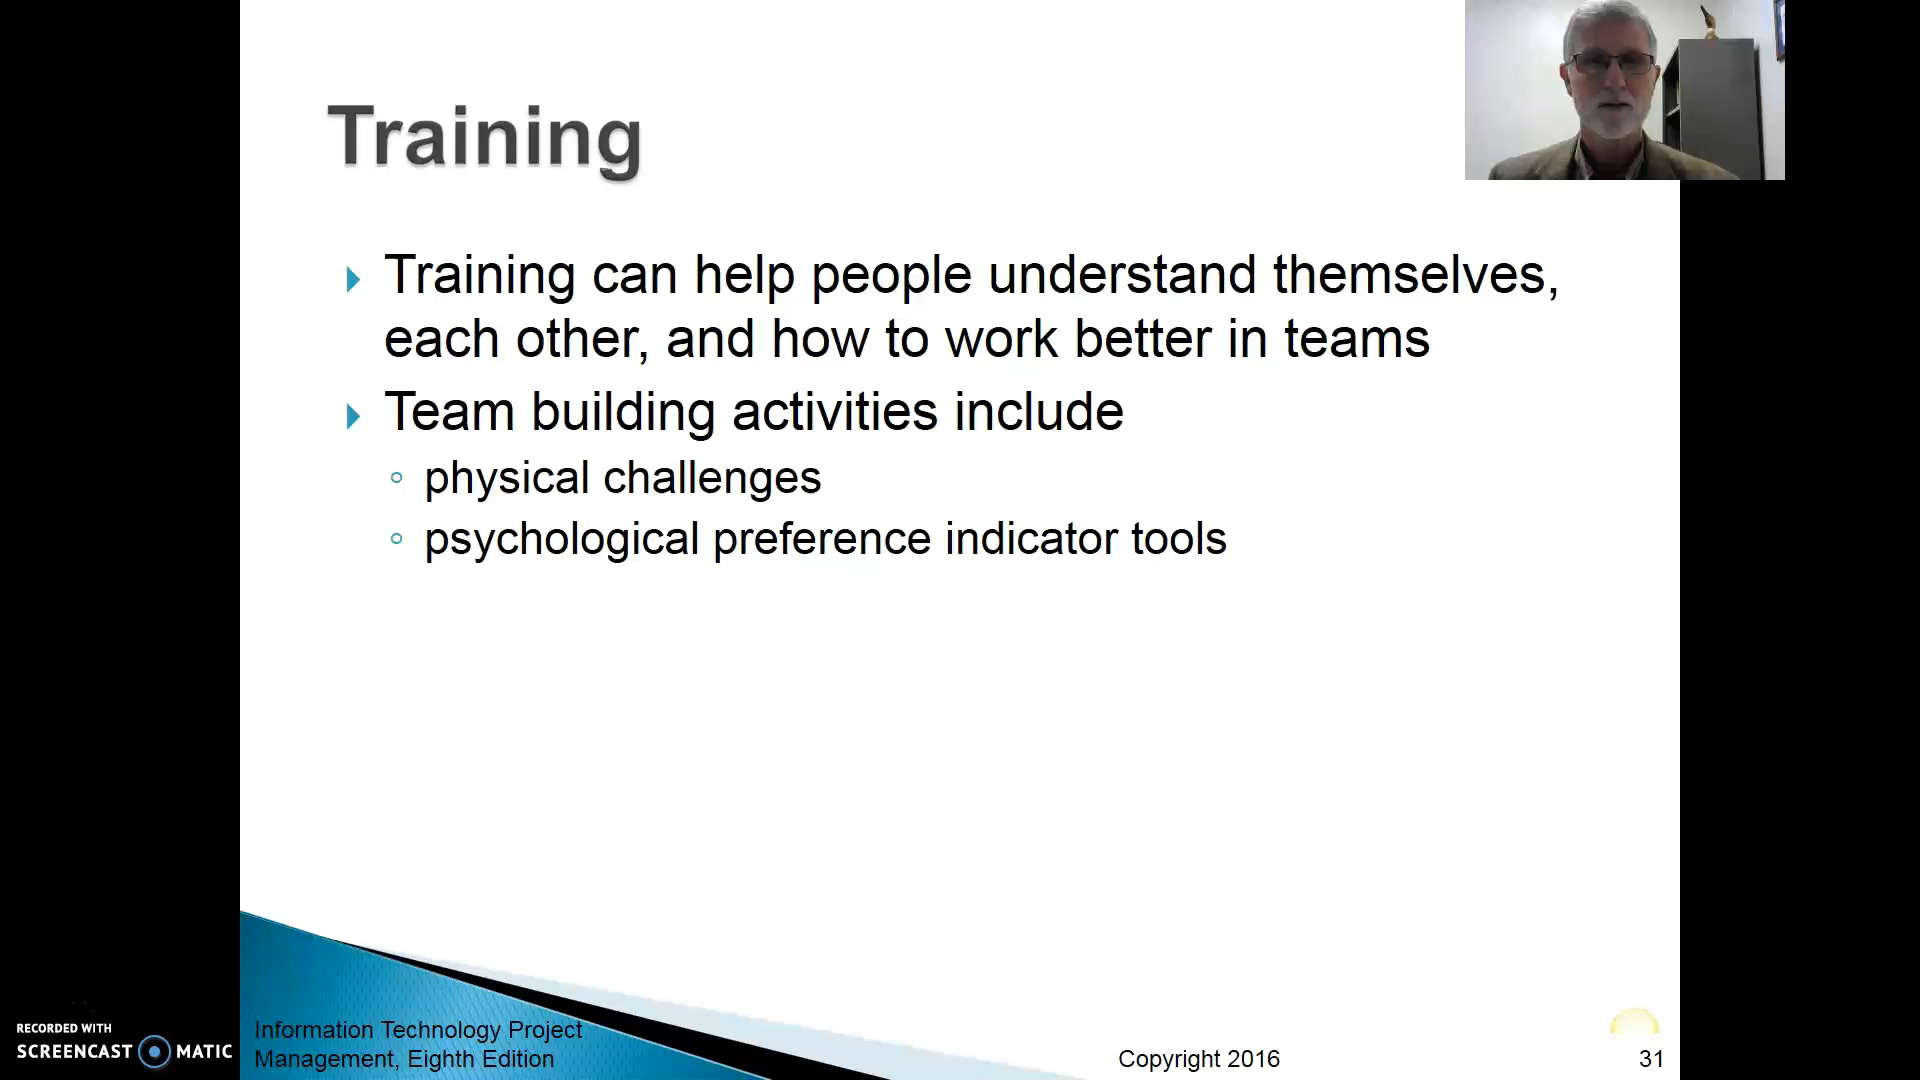 Training
Training can help people understand themselves,
each other, and how to work better in teams
Team building activities include
physical challenges
psychological preference indicator tools
RECORDED WITH
SCREENCAST MATIC
Information Technology Project
Management, Eighth Edition
Copyright 2016
31